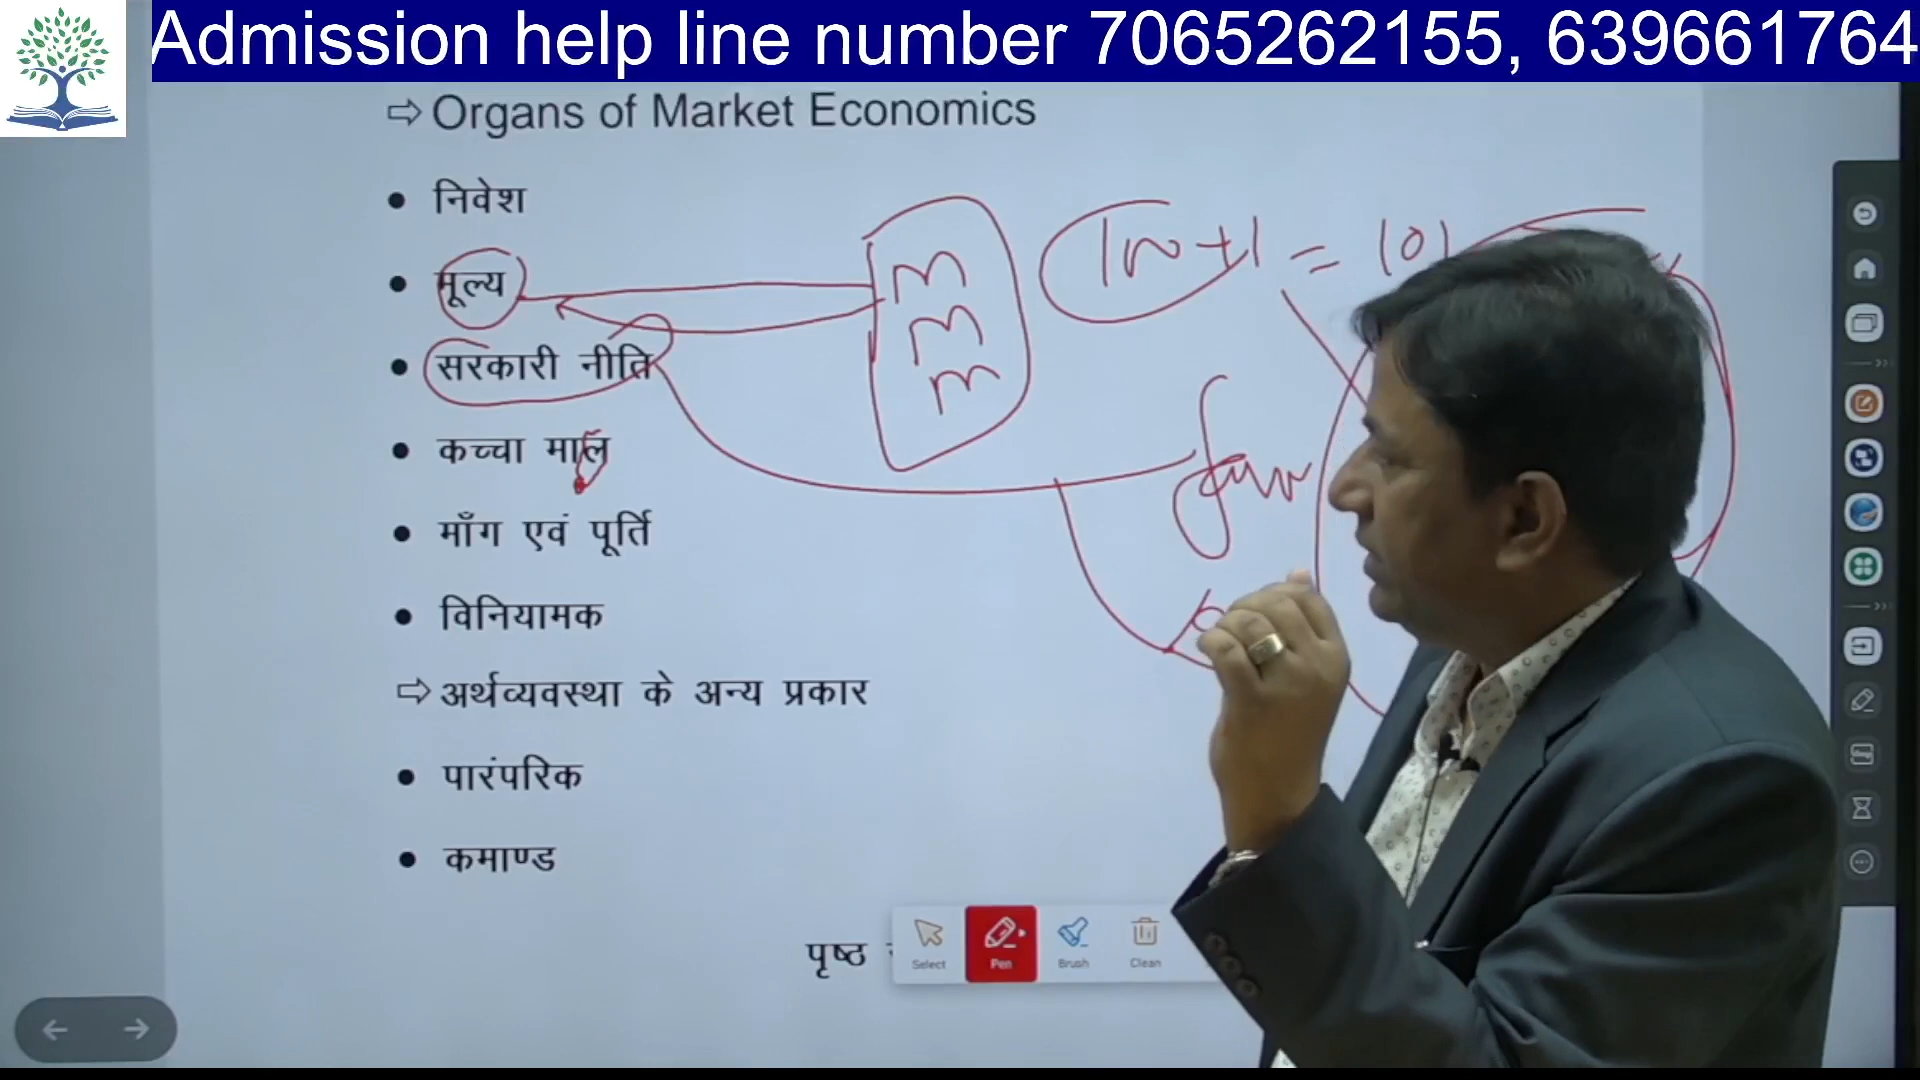 Admission help line number 7065262155, 639661764
⇨ Organs of Market Economics
• निवेश
• मूल्य
• सरकारी नीति
• कच्चा माल
• माँग एवं पूर्ति
• विनियामक
⇨ अर्थव्यवस्था के अन्य प्रकार
• पारंपरिक
• कमाण्ड
पृष्ठ
m
m
m
Select Pen Brush Clean